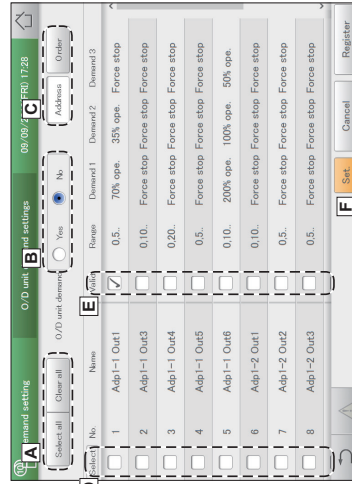 emand setting
O/D unit
nd settings
09/09/2
(FRI) 17:28
A
B
C
Select all
Clear all
O/D unit demand
Yes
No
Address
Order
Select
No.
Name
Valid
Range
Demand 1
Demand 2
Demand 3
1 Adp1-1 Out1 0,5.. 70% ope. 35% ope. Force stop
2 Adp1-1 Out3 0,10.. Force stop Force stop Force stop
3 Adp1-1 Out4 0,20.. Force stop Force stop Force stop
4 Adp1-1 Out5 0,5.. Force stop Force stop Force stop
5 Adp1-1 Out6 0,10.. 200% ope. 100% ope. 50% ope.
6 Adp1-2 Out1 0,10.. Force stop Force stop Force stop
7 Adp1-2 Out2 0,5.. Force stop Force stop Force stop
8 Adp1-2 Out3 0,5.. Force stop Force stop Force stop
E
F
Set.
Cancel
Register